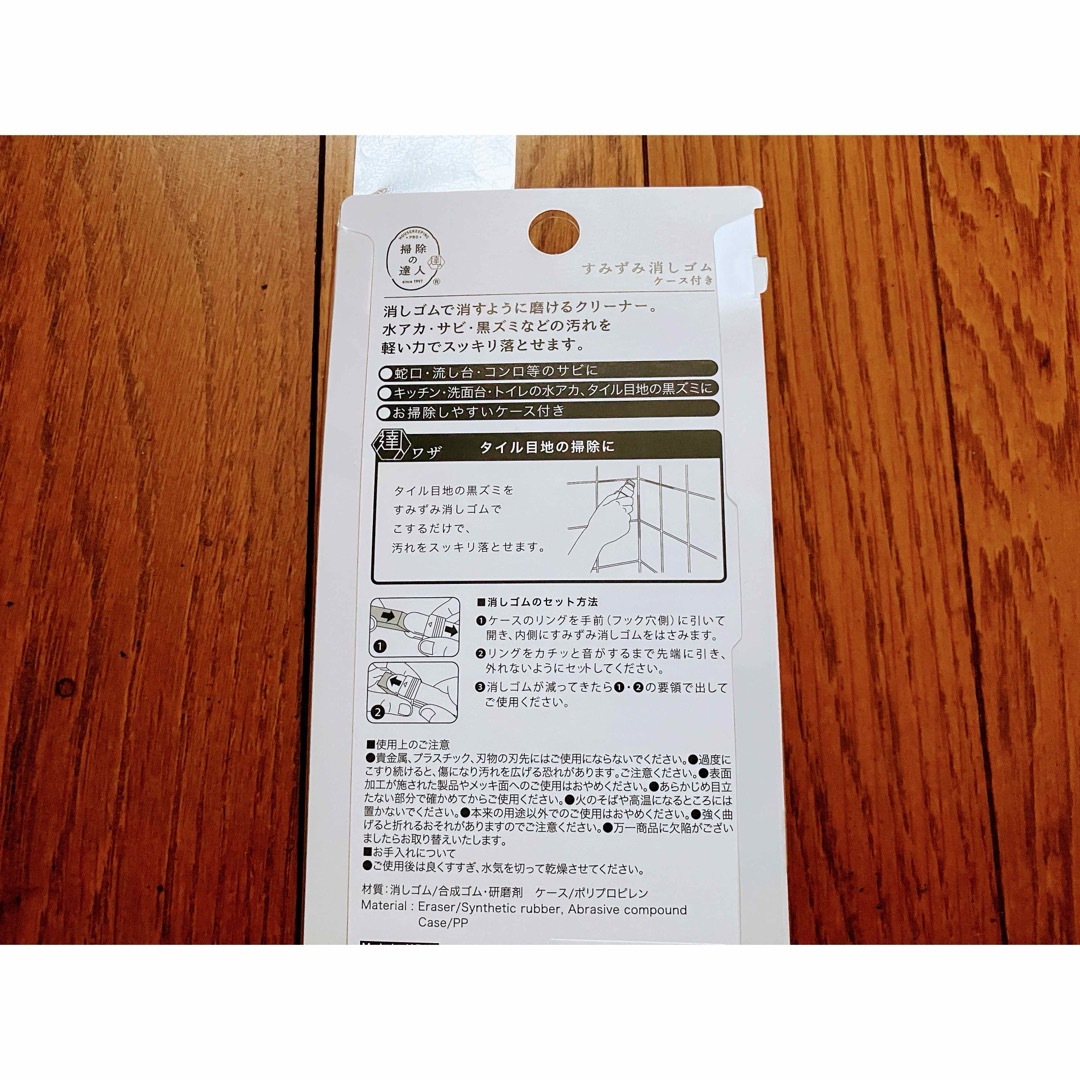 HOUSEKEEPING
PRO
掃除
の
達人
達
since 1997
®
すみずみ消しゴム
ケース付き
消しゴムで消すように磨けるクリーナー。
水アカ・サビ・黒ズミなどの汚れを
軽い力でスッキリ落とせます。
●蛇口・流し台・コンロ等のサビに
●キッチン・洗面台・トイレの水アカ、タイル目地の黒ズミに
●お掃除しやすいケース付き
達人ワザ タイル目地の掃除に
タイル目地の黒ズミを
すみずみ消しゴムで
こするだけで、
汚れをスッキリ落とせます。
■消しゴムのセット方法
❶ケースのリングを手前(フック穴側)に引いて
開き、内側にすみずみ消しゴムをはさみます。
❷リングをカチッと音がするまで先端に引き、
外れないようにセットしてください。
❸消しゴムが減ってきたら❶・❷の要領で出して
ご使用ください。
❶
❷
■使用上のご注意
●貴金属、プラスチック、刃物の刃先にはご使用にならないでください。●過度に
こすり続けると、傷になり汚れを広げる恐れがあります。ご注意ください。●表面
加工が施された製品やメッキ面へのご使用はおやめください。●あらかじめ目立
たない部分で確かめてからご使用ください。●火のそばや高温になるところには
置かないでください。●本来の用途以外でのご使用はおやめください。●強く曲
げると折れるおそれがありますのでご注意ください。●万一商品に欠陥がござい
ましたらお取り替えいたします。
■お手入れについて
●ご使用後は良くすすぎ、水気を切って乾燥させてください。
材質：消しゴム/合成ゴム・研磨剤 ケース/ポリプロピレン
Material : Eraser/Synthetic rubber, Abrasive compound
Case/PP